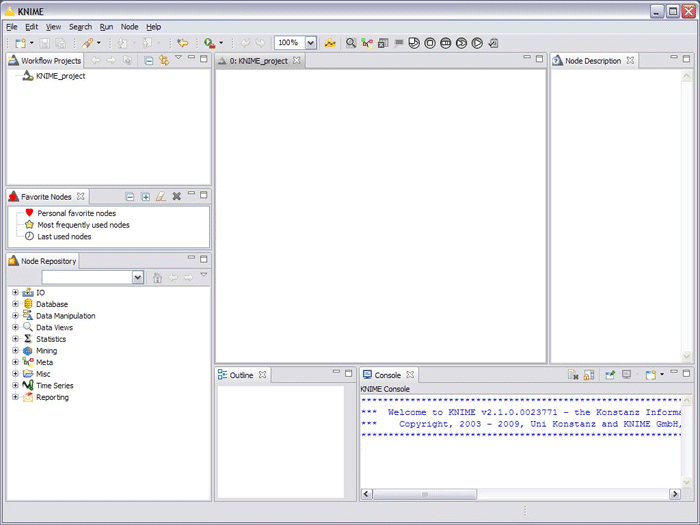 KNIME
File Edit View Search Run Node Help
100%
Workflow Projects
KNIME_project
0: KNIME_project
Node Description
Favorite Nodes
Personal favorite nodes
Most frequently used nodes
Last used nodes
Node Repository
IO
Database
Data Manipulation
Data Views
Statistics
Mining
Meta
Misc
Time Series
Reporting
Outline
Console
KNIME Console
*** Welcome to KNIME v2.1.0.0023771 - the Konstanz Informa
*** Copyright, 2003 - 2009, Uni Konstanz and KNIME GmbH,